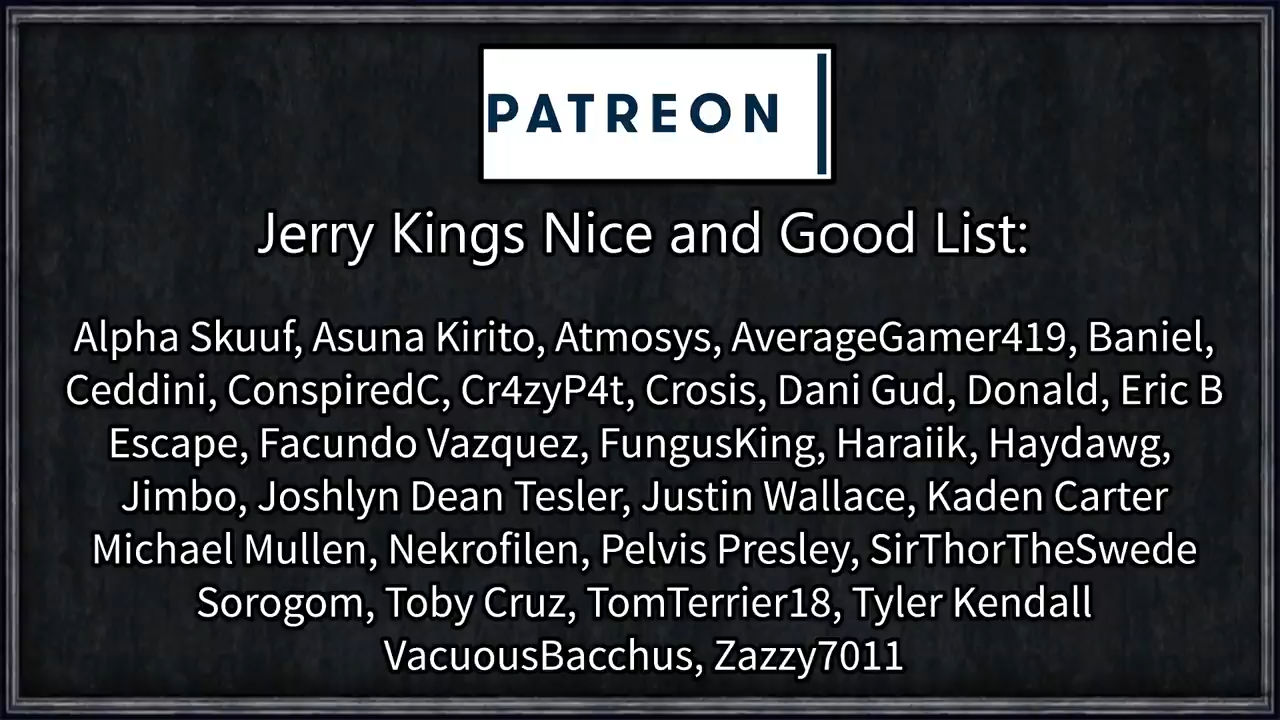 PATREON
Jerry Kings Nice and Good List:
Alpha Skuuf, Asuna Kirito, Atmosys, AverageGamer419, Baniel,
Ceddini, ConspiredC, Cr4zyP4t, Crosis, Dani Gud, Donald, Eric B
Escape, Facundo Vazquez, FungusKing, Haraiik, Haydawg,
Jimbo, Joshlyn Dean Tesler, Justin Wallace, Kaden Carter
Michael Mullen, Nekrofilen, Pelvis Presley, SirThorTheSwede
Sorogom, Toby Cruz, TomTerrier18, Tyler Kendall
VacuousBacchus, Zazzy7011